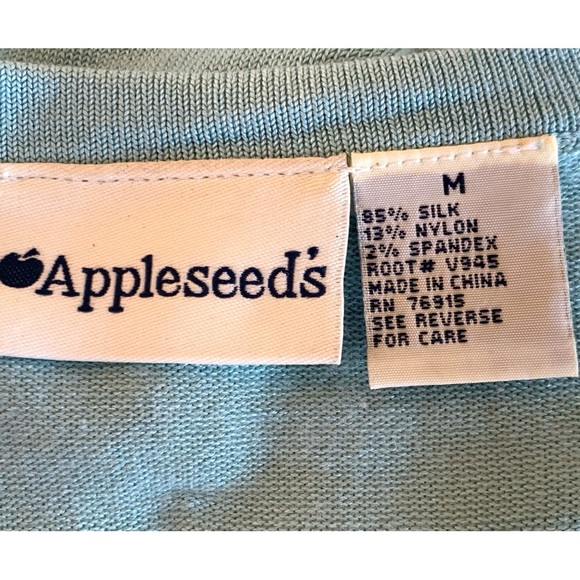 Appleseed's
M
85% SILK
13% NYLON
2% SPANDEX
ROOT# V945
MADE IN CHINA
RN 76915
SEE REVERSE
FOR CARE